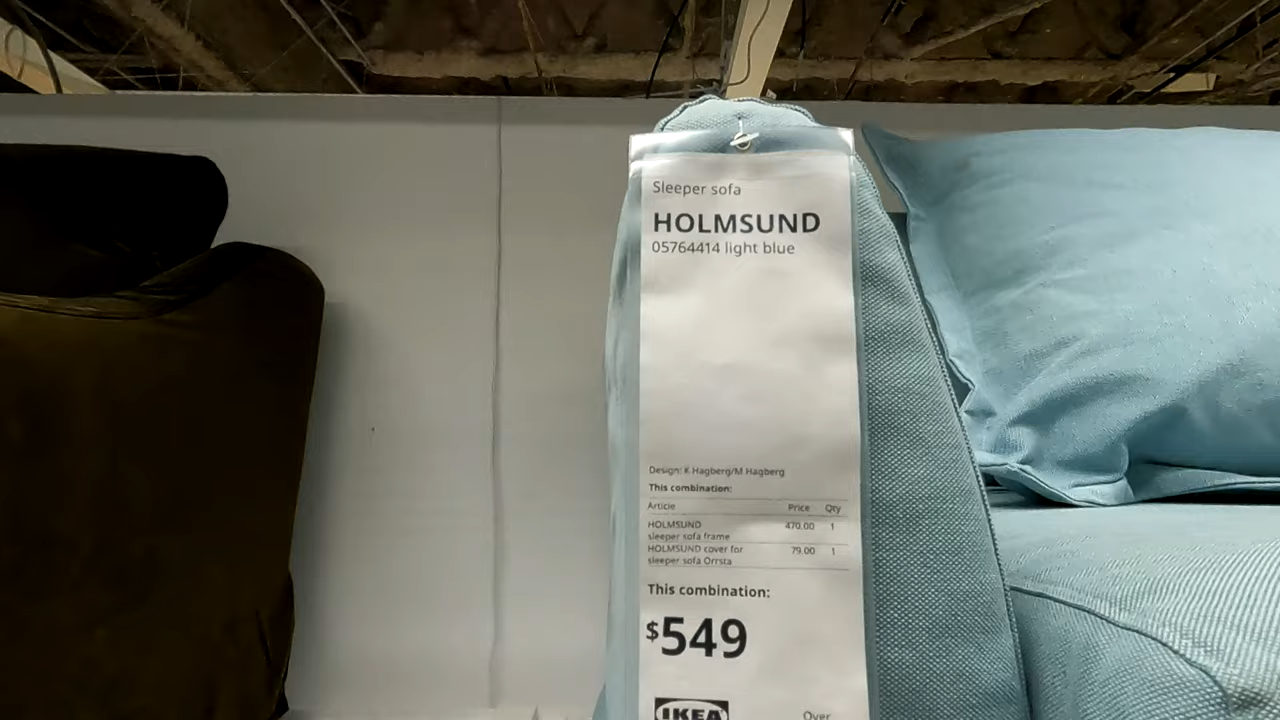 Sleeper sofa
HOLMSUND
05764414 light blue
Design: K Hagberg/M Hagberg
This combination:
Article Price Qty
HOLMSUND 470.00 1
sleeper sofa frame
HOLMSUND cover for 79.00 1
sleeper sofa Orrsta
This combination:
$549
IKEA Over